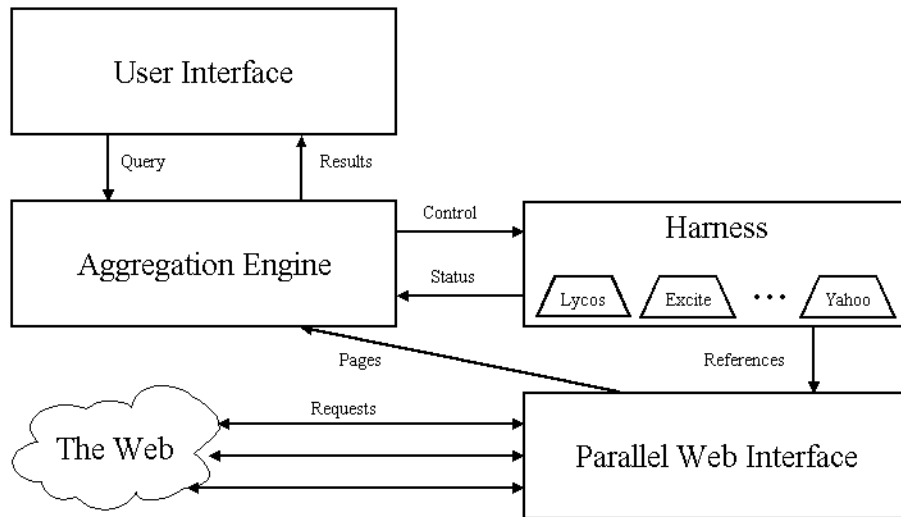 User Interface
Query
Results
Aggregation Engine
Control
Status
Harness
Lycos
Excite
...
Yahoo
Pages
References
The Web
Requests
Parallel Web Interface